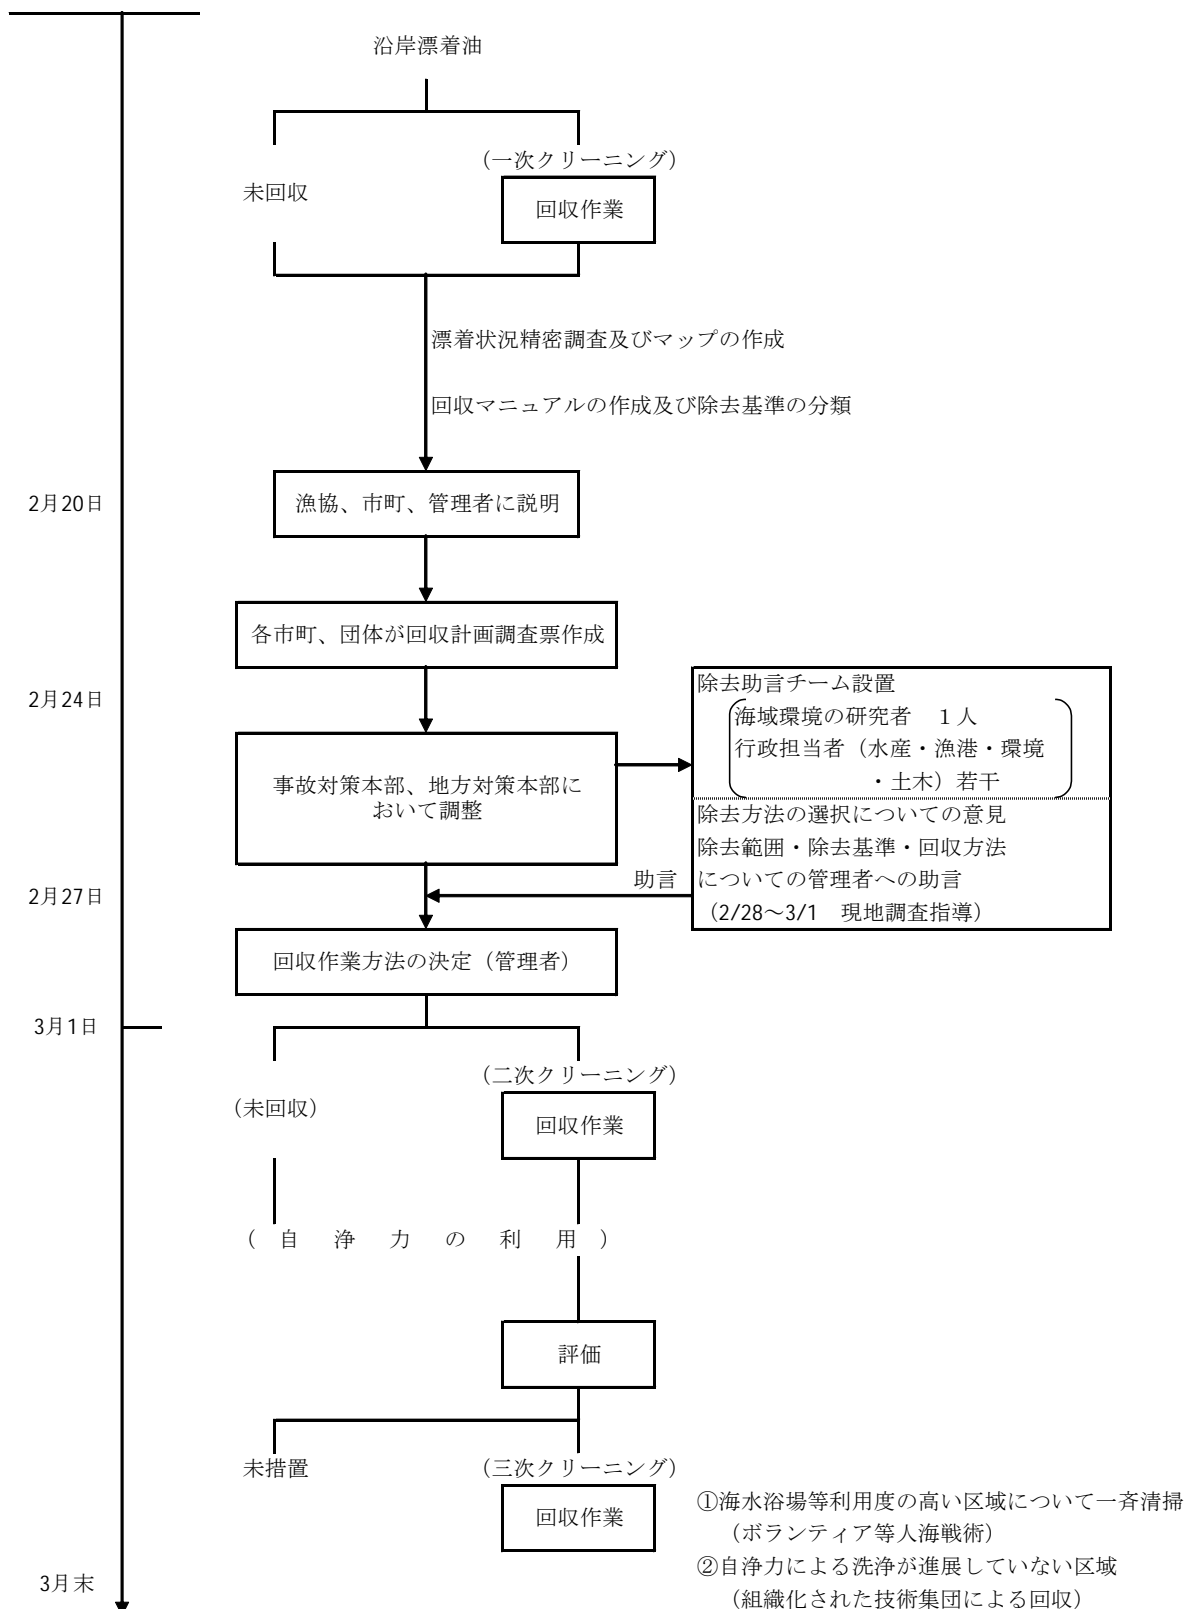 沿岸漂着油
（一次クリーニング）
未回収
回収作業
漂着状況精密調査及びマップの作成
回収マニュアルの作成及び除去基準の分類
2月20日
漁協、市町、管理者に説明
各市町、団体が回収計画調査票作成
2月24日
除去助言チーム設置
海域環境の研究者　１人
行政担当者（水産・漁港・環境
・土木）若干
事故対策本部、地方対策本部に
おいて調整
除去方法の選択についての意見
除去範囲・除去基準・回収方法
についての管理者への助言
（2/28～3/1　現地調査指導）
助言
2月27日
回収作業方法の決定（管理者）
3月1日
（二次クリーニング）
（未回収）
回収作業
（　自　浄　力　の　利　用　）
評価
未措置
（三次クリーニング）
回収作業
①海水浴場等利用度の高い区域について一斉清掃
（ボランティア等人海戦術）
②自浄力による洗浄が進展していない区域
（組織化された技術集団による回収）
3月末